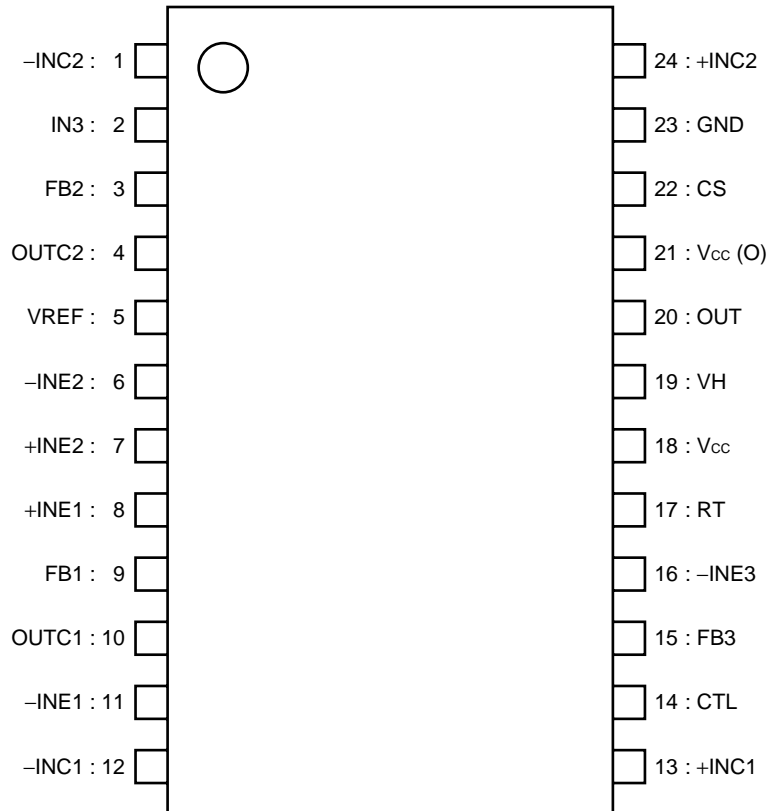 −INC2 : 1
IN3 : 2
FB2 : 3
OUTC2 : 4
VREF : 5
−INE2 : 6
+INE2 : 7
+INE1 : 8
FB1 : 9
OUTC1 : 10
−INE1 : 11
−INC1 : 12
24 : +INC2
23 : GND
22 : CS
21 : Vcc (O)
20 : OUT
19 : VH
18 : Vcc
17 : RT
16 : −INE3
15 : FB3
14 : CTL
13 : +INC1